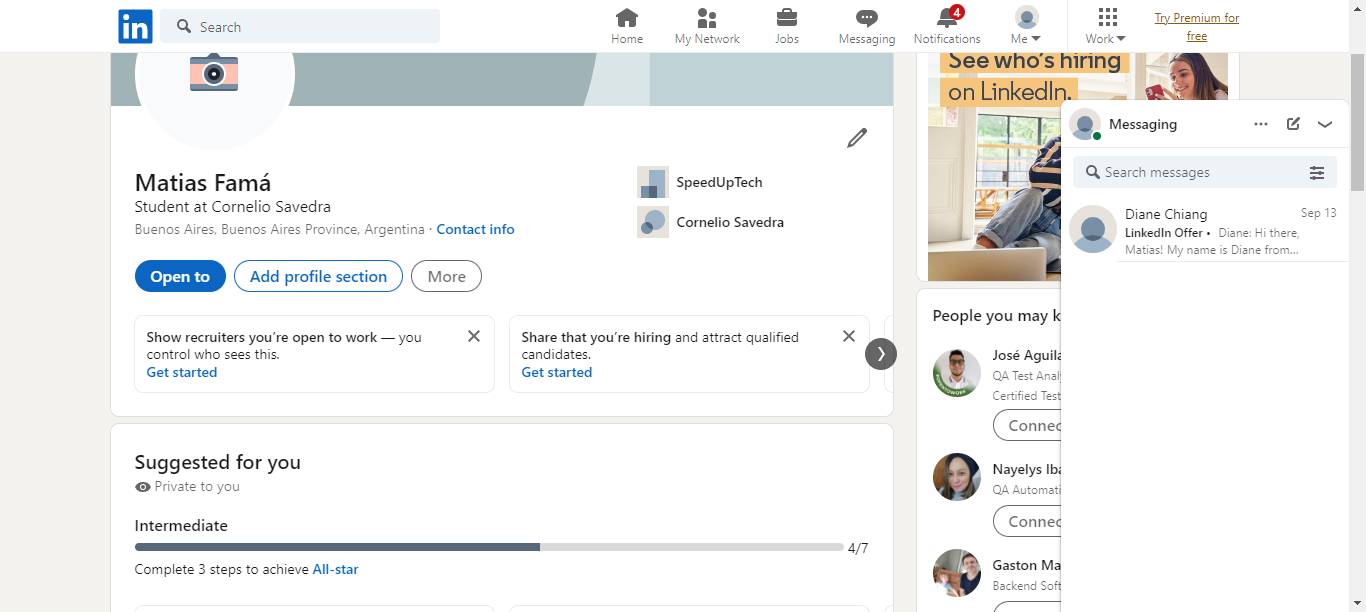 in
Search
Home
My Network
Jobs
Messaging
4
Notifications
Me
Work
Try Premium for
free
See who's hiring
on LinkedIn.
Matias Famá
Student at Cornelio Savedra
Buenos Aires, Buenos Aires Province, Argentina · Contact info
SpeedUpTech
Cornelio Savedra
Open to
Add profile section
More
Show recruiters you're open to work — you
control who sees this.
Get started
Share that you're hiring and attract qualified
candidates.
Get started
Suggested for you
Private to you
Intermediate
4/7
Complete 3 steps to achieve All-star
People you may k
José Aguila
QA Test Anal
Certified Test
Connec
Nayelys Iba
QA Automati
Connec
Gaston Ma
Backend Soft
Messaging
Search messages
Diane Chiang
Sep 13
LinkedIn Offer • Diane: Hi there,
Matias! My name is Diane from...